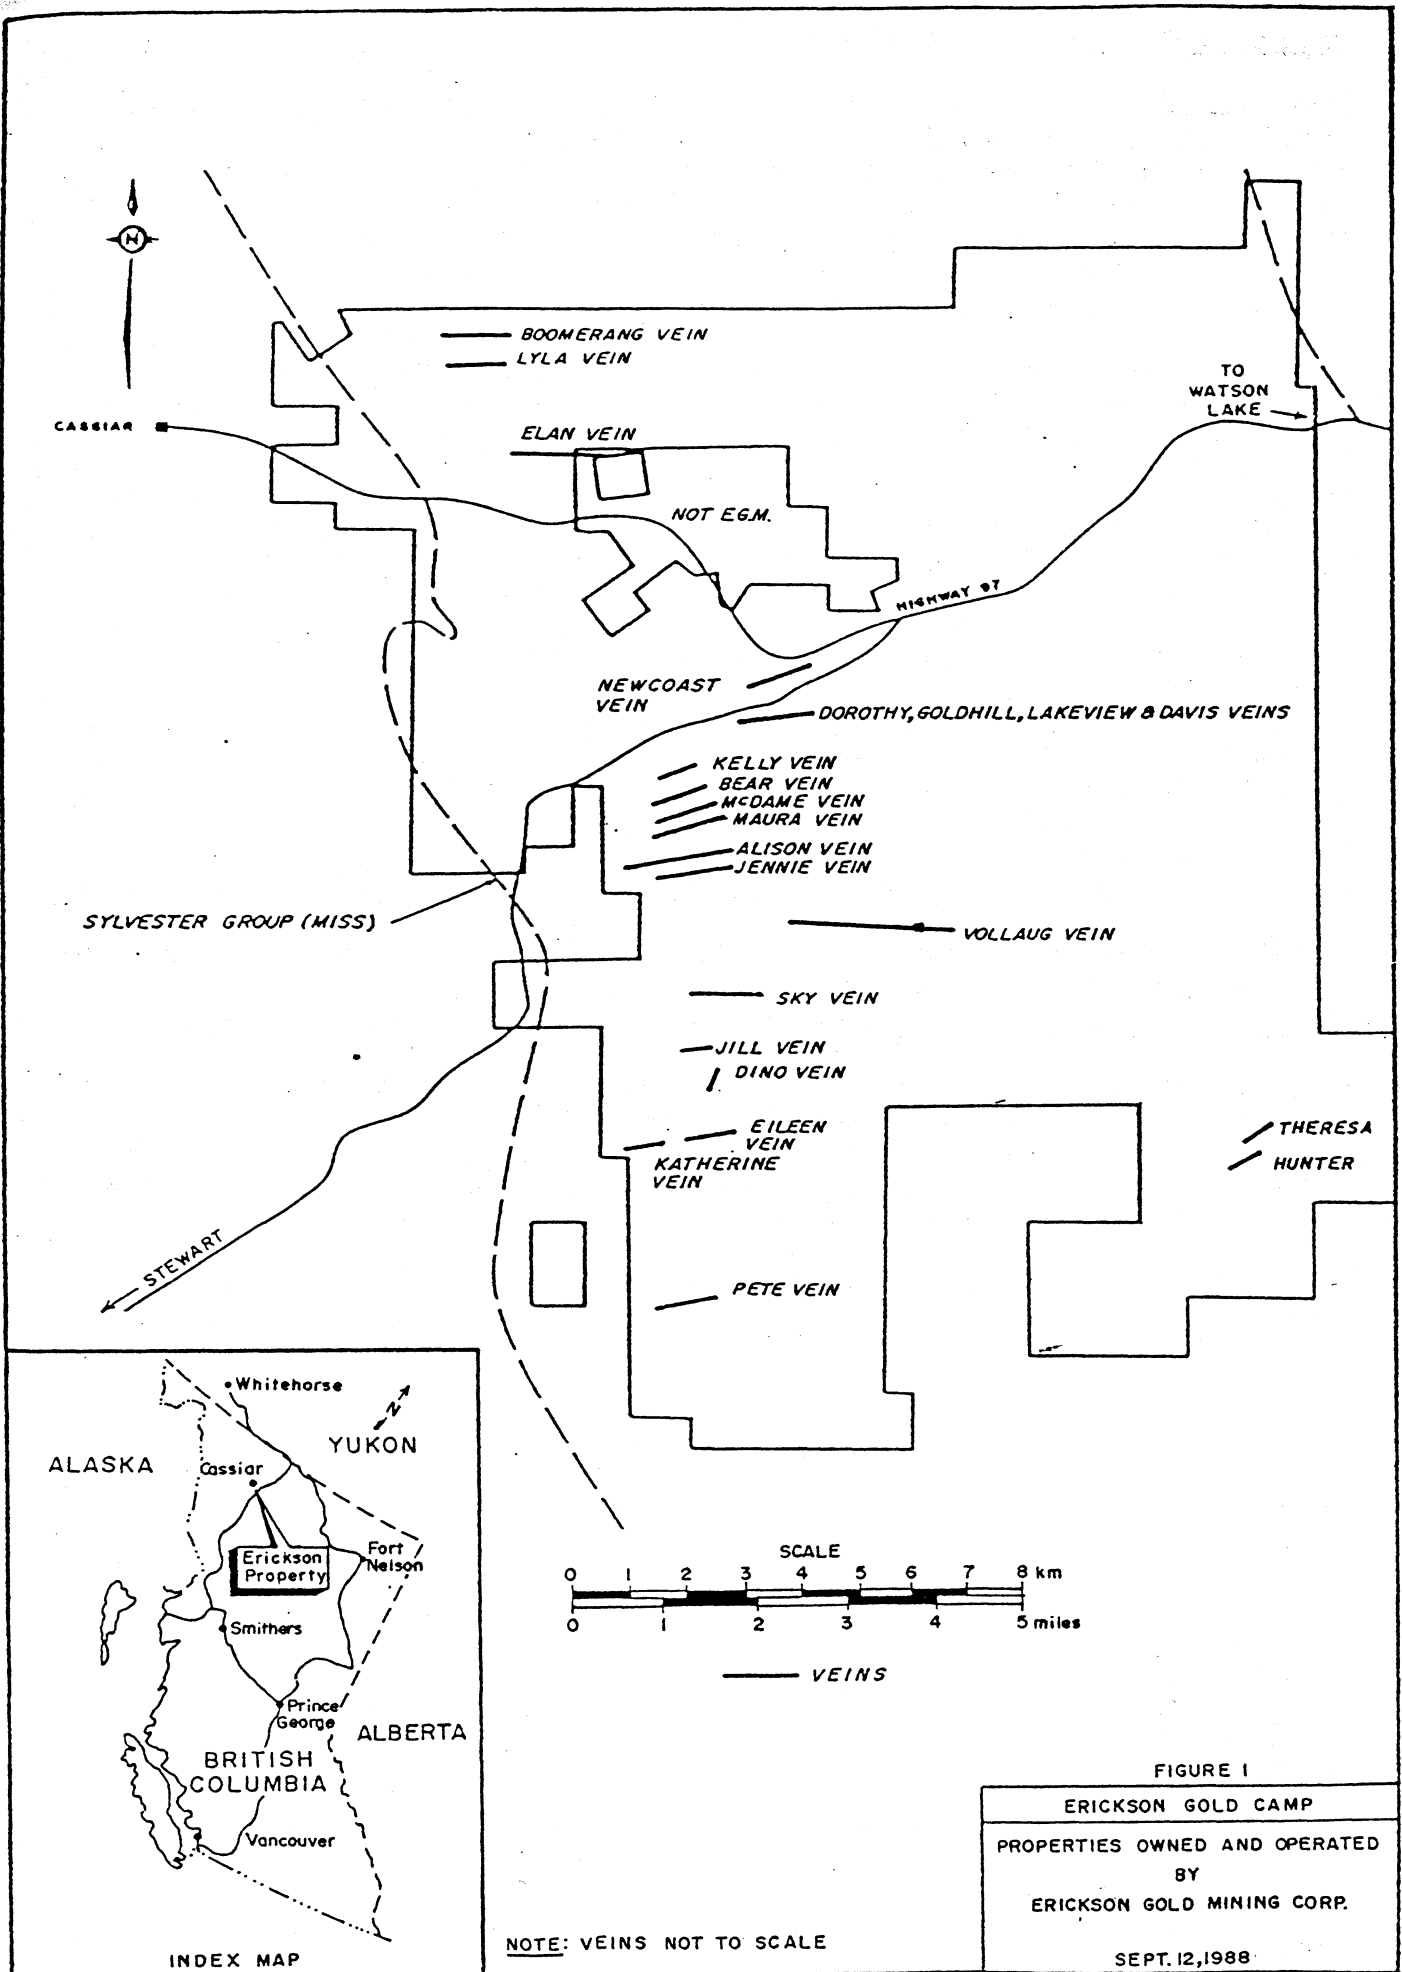 N
BOOMERANG VEIN
LYLA VEIN
TO
WATSON
LAKE
CASSIAR
ELAN VEIN
NOT E.G.M.
HIGHWAY 97
NEWCOAST
VEIN
DOROTHY, GOLDHILL, LAKEVIEW & DAVIS VEINS
KELLY VEIN
BEAR VEIN
McDAME VEIN
MAURA VEIN
ALISON VEIN
JENNIE VEIN
SYLVESTER GROUP (MISS)
VOLLAUG VEIN
SKY VEIN
JILL VEIN
DINO VEIN
EILEEN
VEIN
KATHERINE
VEIN
THERESA
HUNTER
STEWART
PETE VEIN
Whitehorse
N
YUKON
ALASKA
Cassiar
Erickson
Property
Fort
Nelson
Smithers
Prince
George
ALBERTA
BRITISH
COLUMBIA
Vancouver
INDEX MAP
SCALE
0 1 2 3 4 5 6 7 8 km
0 1 2 3 4 5 miles
VEINS
NOTE: VEINS NOT TO SCALE
FIGURE 1
ERICKSON GOLD CAMP
PROPERTIES OWNED AND OPERATED
BY
ERICKSON GOLD MINING CORP.
SEPT. 12, 1988